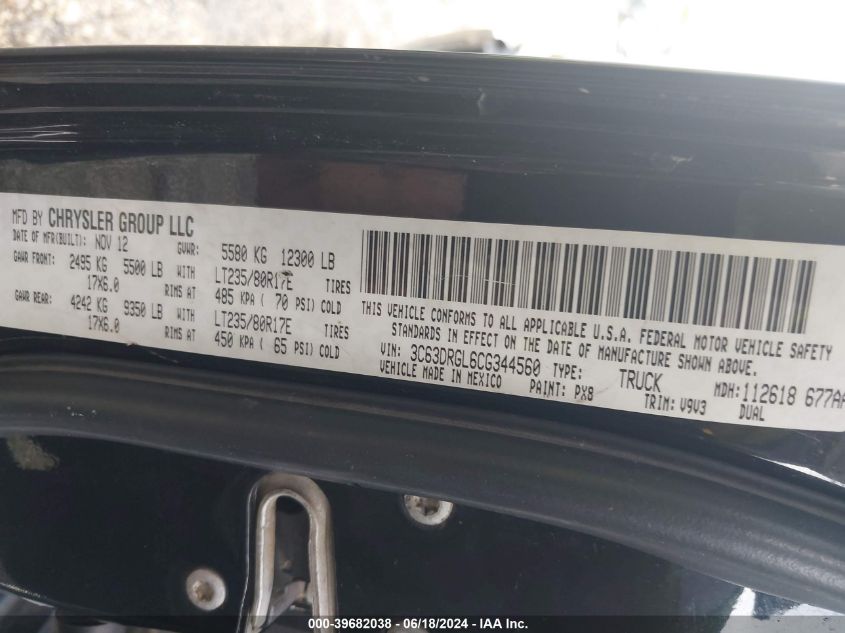 MFD BY CHRYSLER GROUP LLC
DATE OF MFR(BUILT): NOV 12 GVWR: 5580 KG 12300 LB
GAWR FRONT: 2495 KG 5500 LB WITH LT235/80R17E TIRES
17X6.0 RIMS AT 485 KPA ( 70 PSI) COLD
GAWR REAR: 4242 KG 9350 LB WITH LT235/80R17E TIRES
17X6.0 RIMS AT 450 KPA ( 65 PSI) COLD
THIS VEHICLE CONFORMS TO ALL APPLICABLE U.S.A. FEDERAL MOTOR VEHICLE SAFETY
STANDARDS IN EFFECT ON THE DATE OF MANUFACTURE SHOWN ABOVE.
VIN: 3C63DRGL6CG344560 TYPE: TRUCK MDH: 112618 677AA
VEHICLE MADE IN MEXICO PAINT: PX8 TRIM: V9V3 DUAL
000-39682038 - 06/18/2024 - IAA Inc.